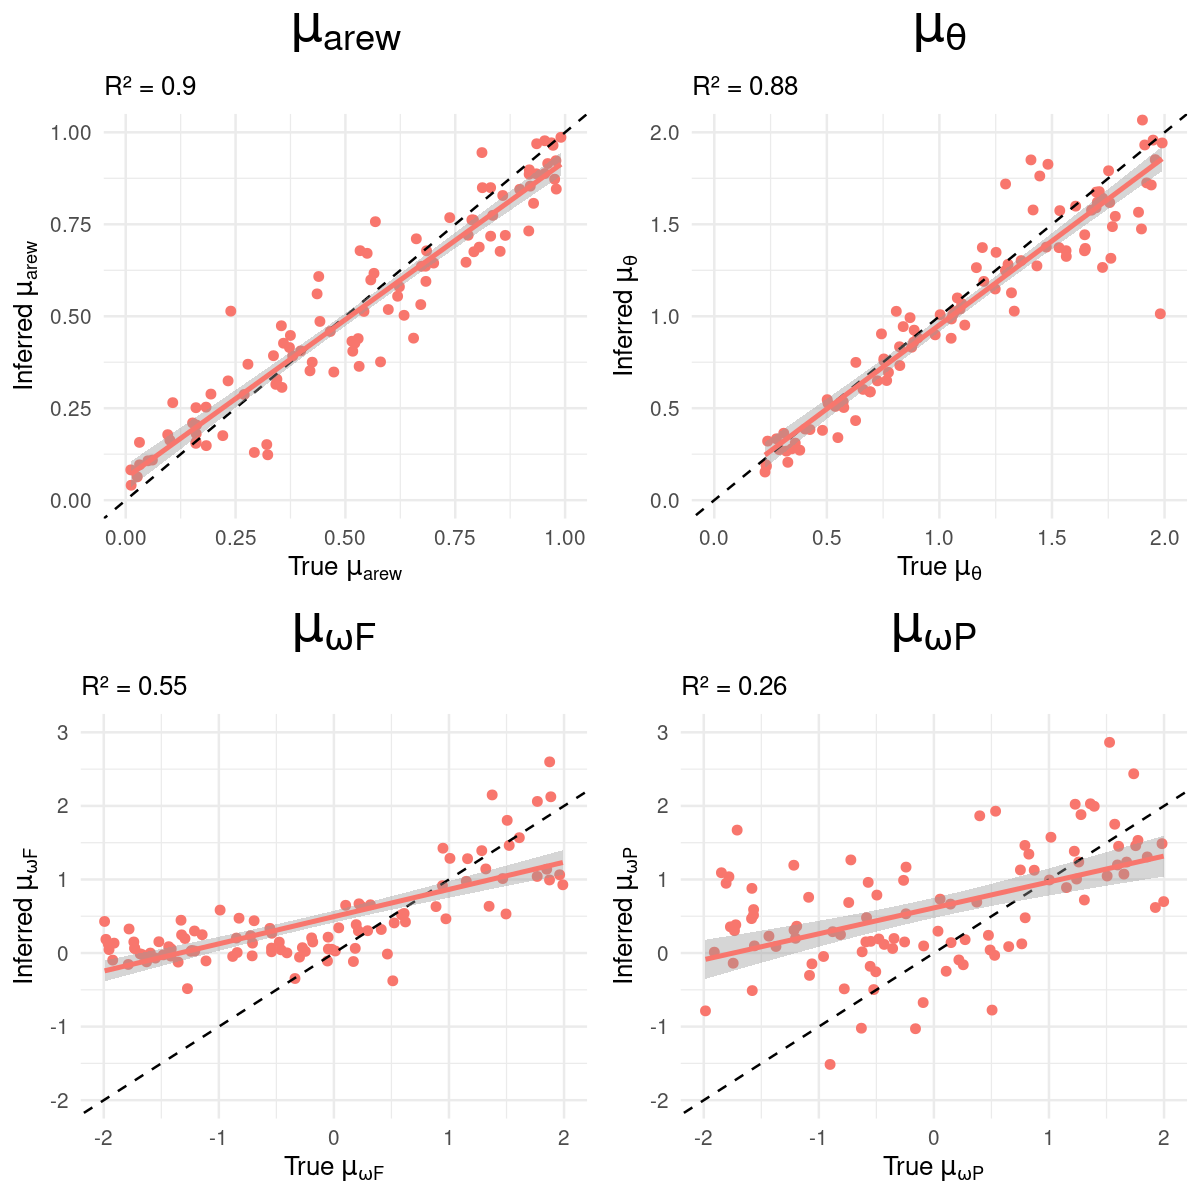 μarew
R² = 0.9
1.00
0.75
0.50
0.25
0.00
Inferred μarew
0.00 0.25 0.50 0.75 1.00
True μarew
μθ
R² = 0.88
2.0
1.5
1.0
0.5
0.0
Inferred μθ
0.0 0.5 1.0 1.5 2.0
True μθ
μωF
R² = 0.55
3
2
1
0
-1
-2
Inferred μωF
-2 -1 0 1 2
True μωF
μωP
R² = 0.26
3
2
1
0
-1
-2
Inferred μωP
-2 -1 0 1 2
True μωP